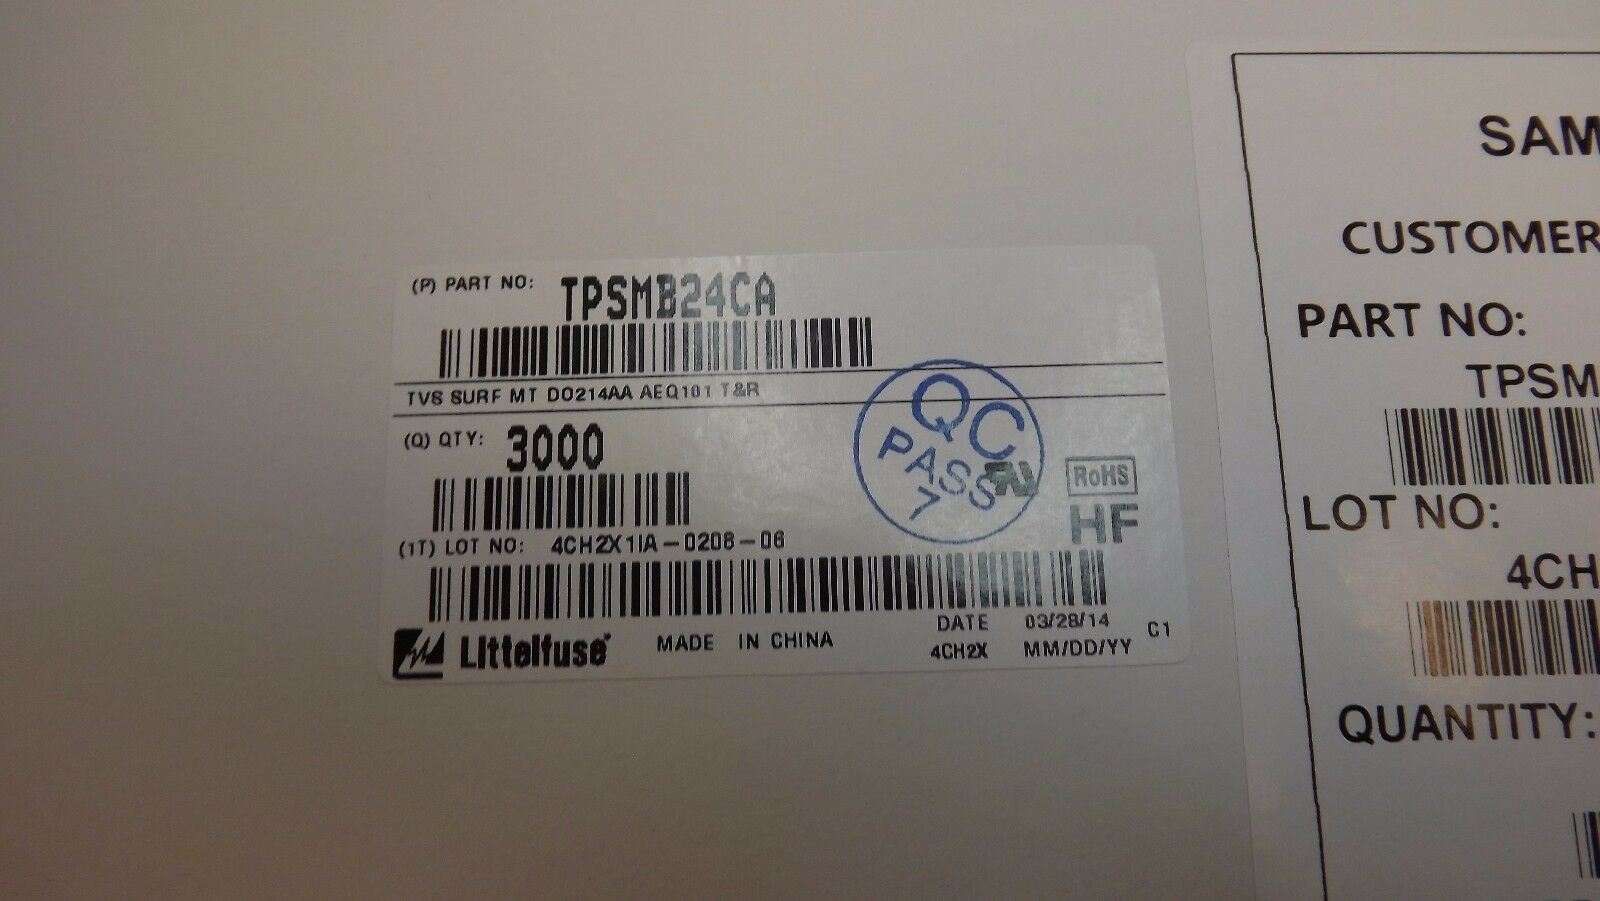 (P) PART NO: TPSMB24CA
TVS SURF MT DO214AA AEQ101 T&R
(Q) QTY: 3000
QC
PASS
7
RoHS
HF
(1T) LOT NO: 4CH2X1IA-0208-06
Littelfuse
MADE IN CHINA
DATE 03/28/14
4CH2X MM/DD/YY
C1
SAM
CUSTOMER
PART NO:
TPSM
LOT NO:
4CH
QUANTITY: